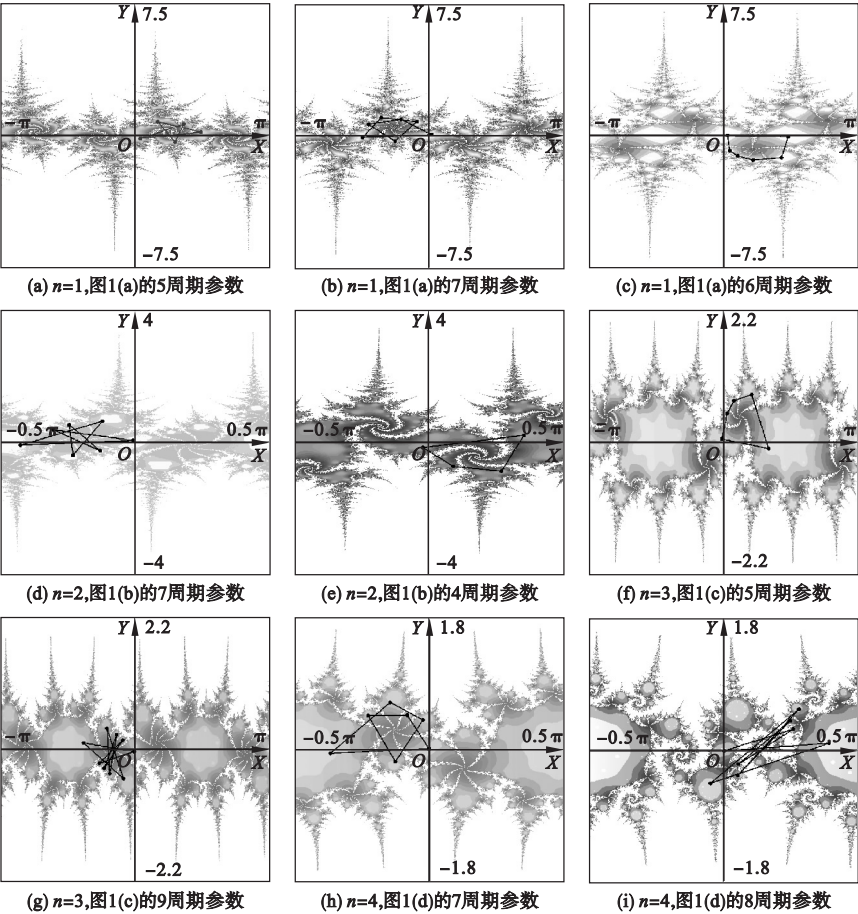 Y 7.5 Y 7.5 Y 7.5
−π π −π π −π π
O X O X O X
−7.5 −7.5 −7.5
(a) n=1,图1(a)的5周期参数 (b) n=1,图1(a)的7周期参数 (c) n=1,图1(a)的6周期参数
Y 4 Y 4 Y 2.2
−0.5π 0.5π −0.5π 0.5π −π π
O X O X O X
−4 −4 −2.2
(d) n=2,图1(b)的7周期参数 (e) n=2,图1(b)的4周期参数 (f) n=3,图1(c)的5周期参数
Y 2.2 Y 1.8 Y 1.8
−π π −0.5π 0.5π −0.5π 0.5π
O X O X O X
−2.2 −1.8 −1.8
(g) n=3,图1(c)的9周期参数 (h) n=4,图1(d)的7周期参数 (i) n=4,图1(d)的8周期参数